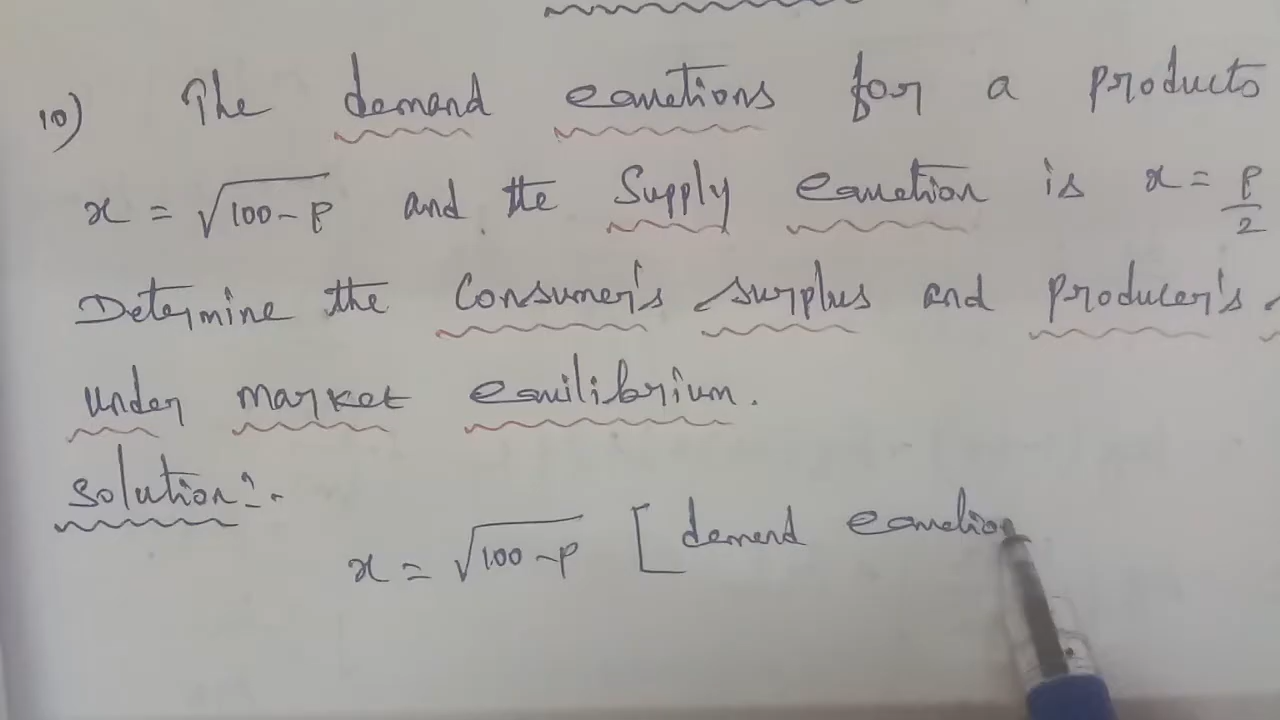 10) The demand equations for a products
x = √100-p and the supply equation is x = p/2
Determine the consumer's surplus and producer's
under market equilibrium.
Solution:-
x = √100-p [demand equation